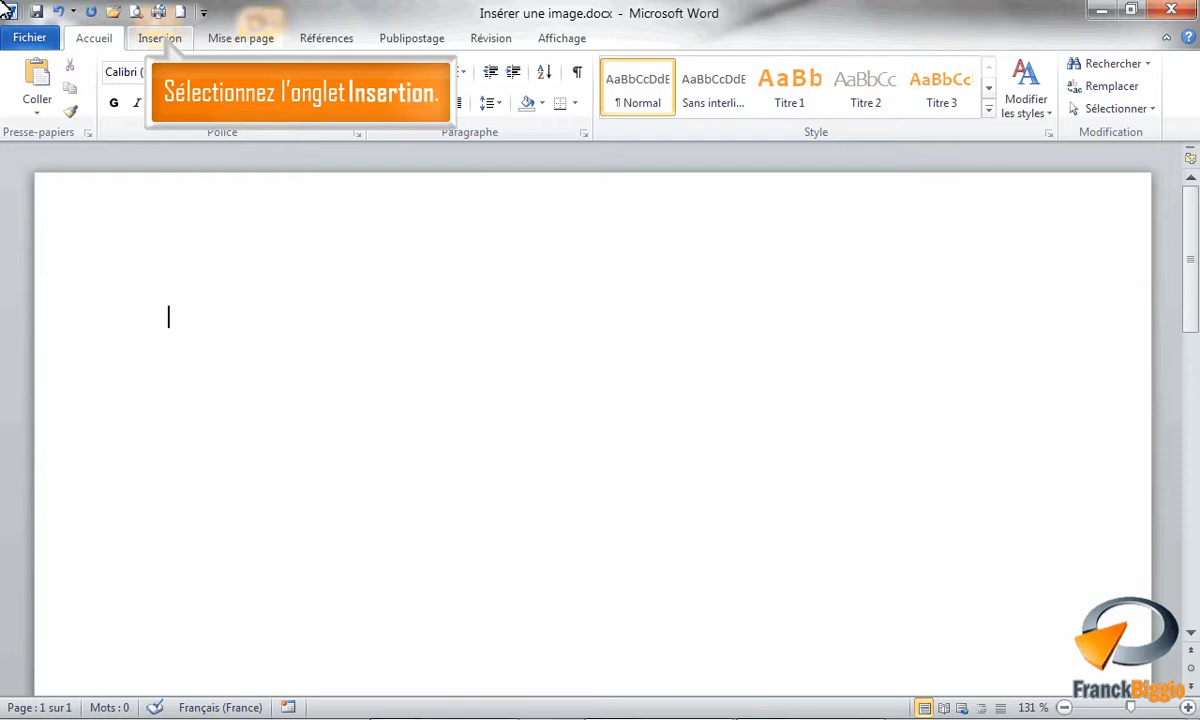 Insérer une image.docx - Microsoft Word
Fichier Accueil Insertion Mise en page Références Publipostage Révision Affichage
Sélectionnez l'onglet Insertion.
Coller
Calibri (
G I
AaBbCcDdE AaBbCcDdE AaBb AaBbCc AaBbCc
¶ Normal Sans interli... Titre 1 Titre 2 Titre 3
Modifier
les styles
Rechercher
Remplacer
Sélectionner
Presse-papiers Police Paragraphe Style Modification
FranckBiggio
Page : 1 sur 1 Mots : 0 Français (France) 131 %